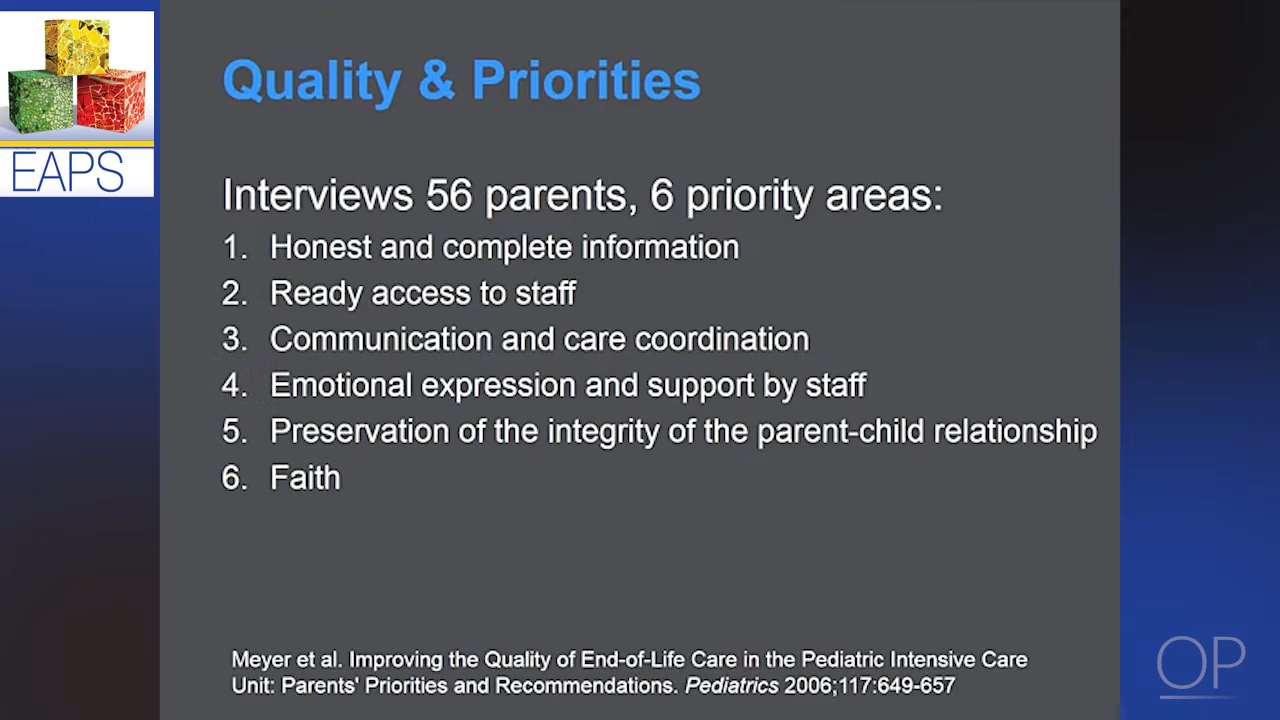 EAPS
Quality & Priorities
Interviews 56 parents, 6 priority areas:
1. Honest and complete information
2. Ready access to staff
3. Communication and care coordination
4. Emotional expression and support by staff
5. Preservation of the integrity of the parent-child relationship
6. Faith
Meyer et al. Improving the Quality of End-of-Life Care in the Pediatric Intensive Care
Unit: Parents' Priorities and Recommendations. Pediatrics 2006;117:649-657
OP